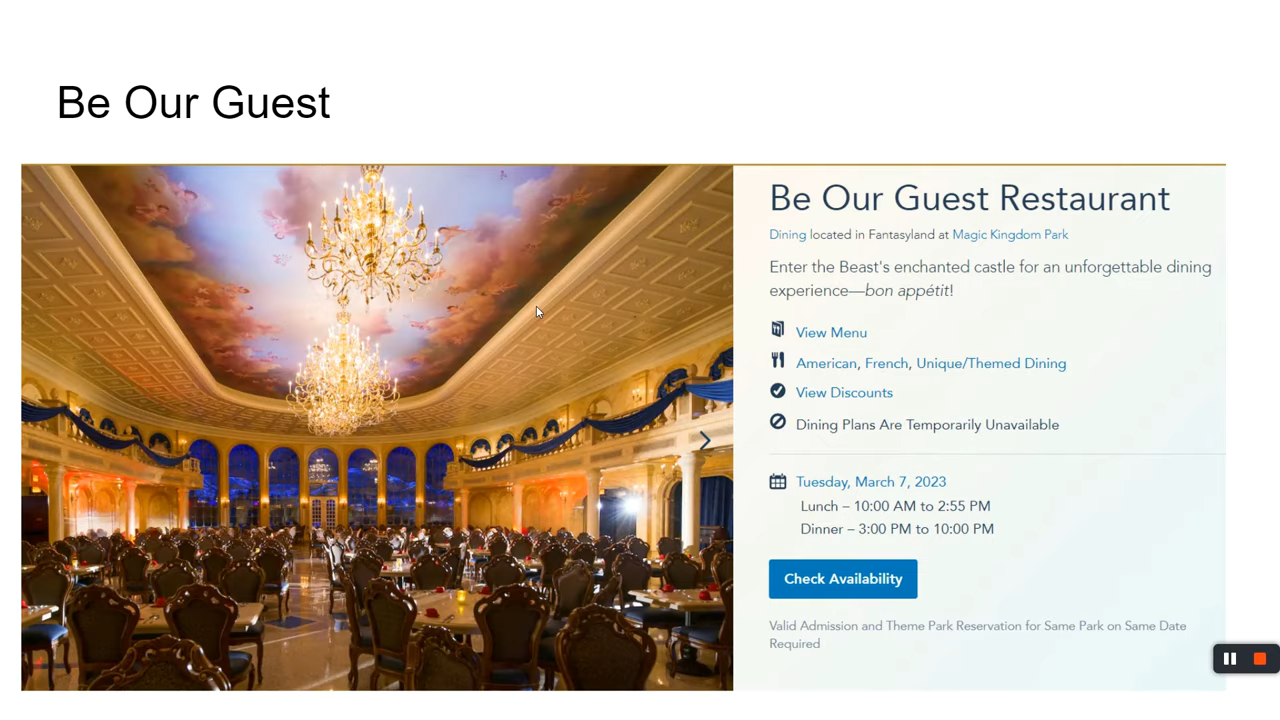 Be Our Guest
Be Our Guest Restaurant
Dining located in Fantasyland at Magic Kingdom Park
Enter the Beast's enchanted castle for an unforgettable dining
experience—bon appétit!
View Menu
American, French, Unique/Themed Dining
View Discounts
Dining Plans Are Temporarily Unavailable
Tuesday, March 7, 2023
Lunch – 10:00 AM to 2:55 PM
Dinner – 3:00 PM to 10:00 PM
Check Availability
Valid Admission and Theme Park Reservation for Same Park on Same Date
Required